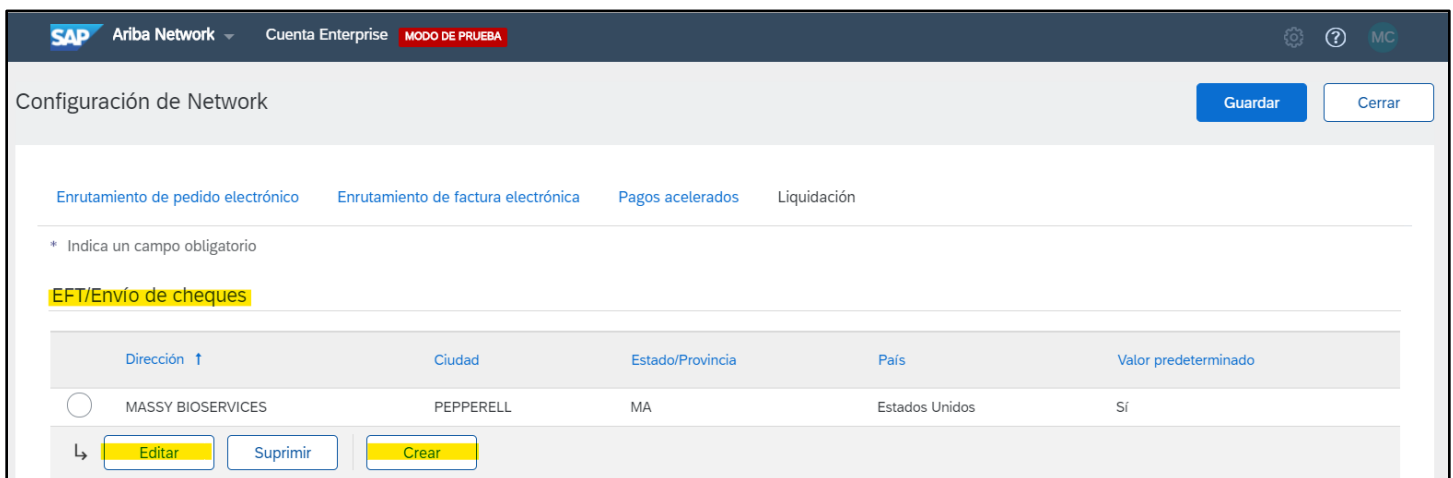 SAP Ariba Network Cuenta Enterprise MODO DE PRUEBA ? MC
Configuración de Network Guardar Cerrar
Enrutamiento de pedido electrónico Enrutamiento de factura electrónica Pagos acelerados Liquidación
* Indica un campo obligatorio
EFT/Envío de cheques
Dirección ↑ Ciudad Estado/Provincia País Valor predeterminado
MASSY BIOSERVICES PEPPERELL MA Estados Unidos Sí
Editar Suprimir Crear